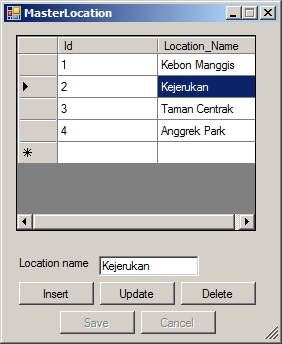 MasterLocation
Id Location_Name
1 Kebon Manggis
2 Kejerukan
3 Taman Centrak
4 Anggrek Park
Location name Kejerukan
Insert Update Delete
Save Cancel